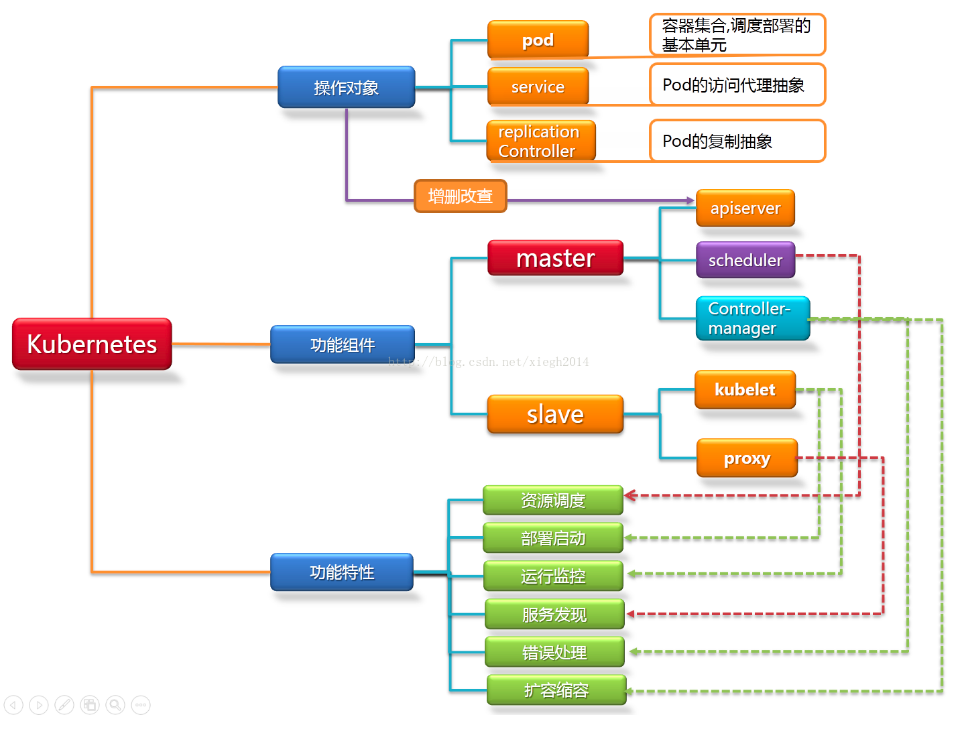 pod
容器集合,调度部署的
基本单元
操作对象
service
Pod的访问代理抽象
replication
Controller
Pod的复制抽象
增删改查
apiserver
master
scheduler
Controller-
manager
Kubernetes
功能组件
http://blog.csdn.net/xiegh2014
kubelet
slave
proxy
资源调度
部署启动
功能特性
运行监控
服务发现
错误处理
扩容缩容